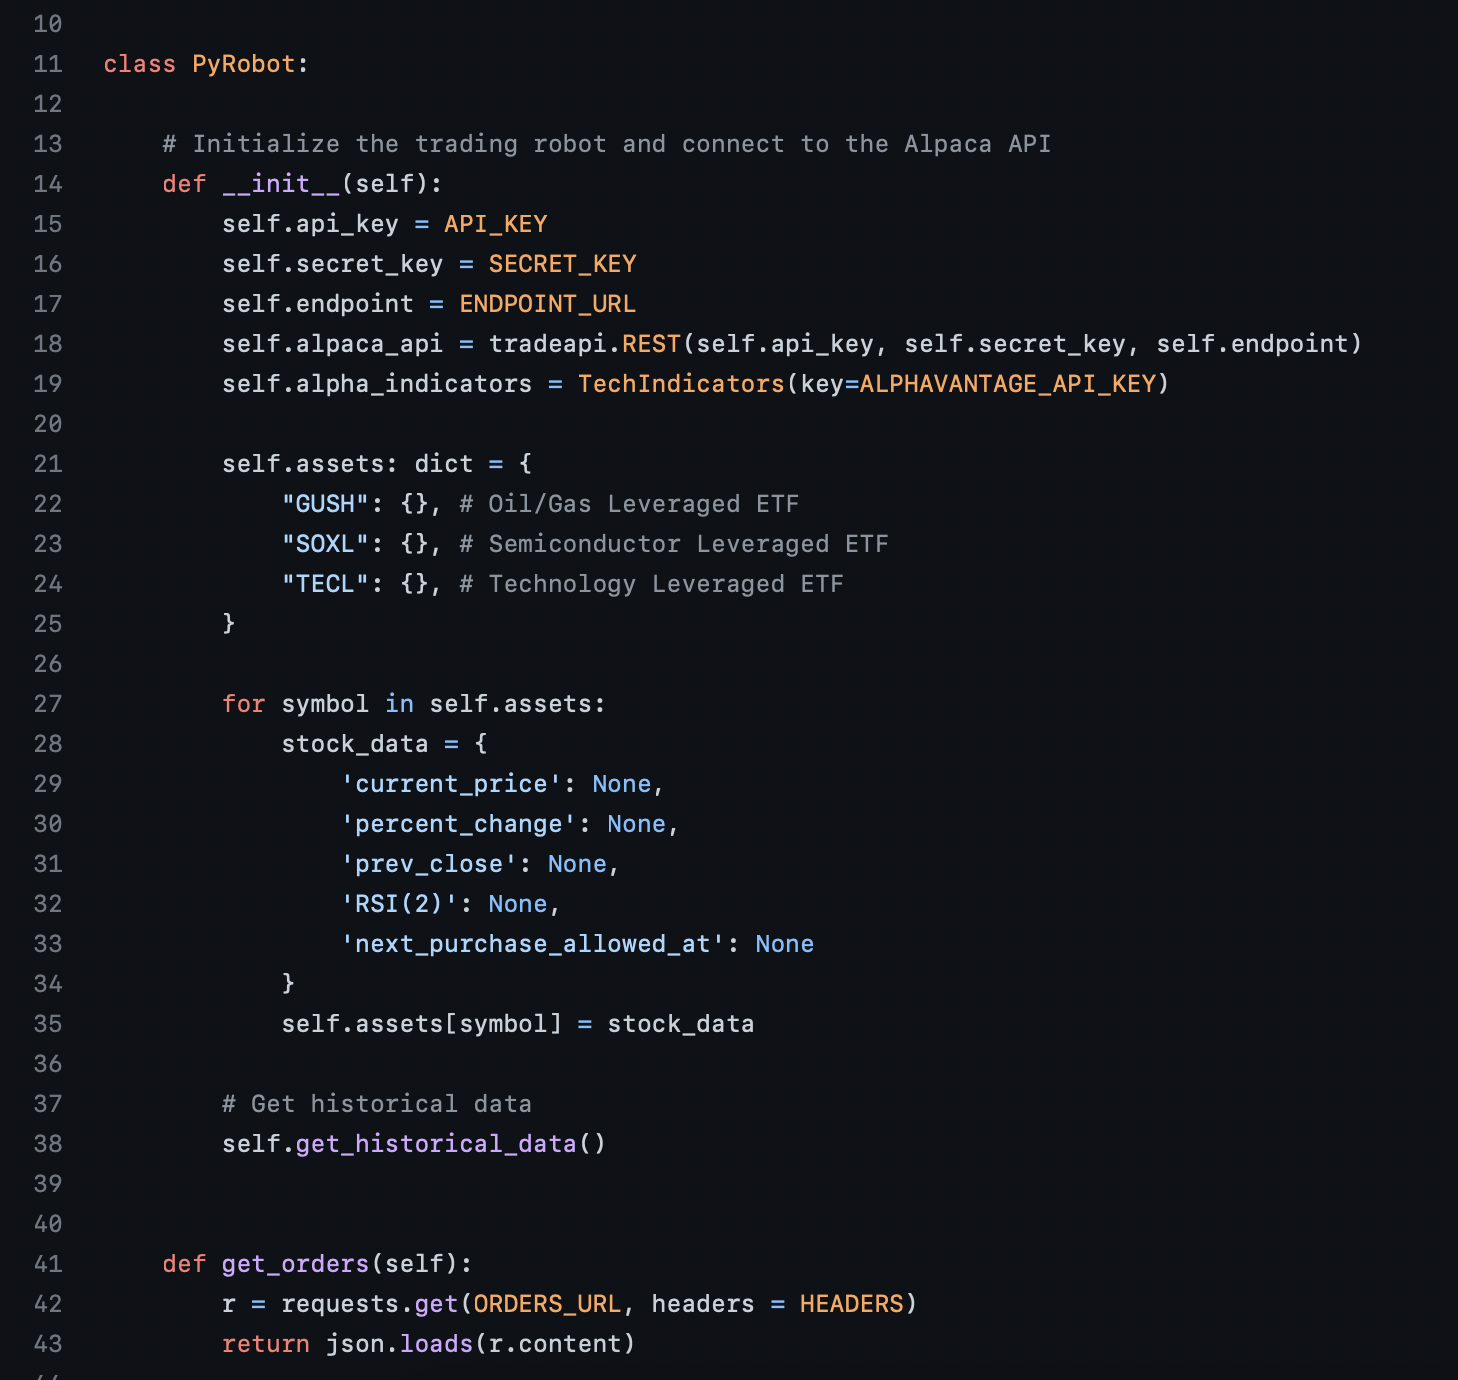 10
11 class PyRobot:
12
13     # Initialize the trading robot and connect to the Alpaca API
14     def __init__(self):
15         self.api_key = API_KEY
16         self.secret_key = SECRET_KEY
17         self.endpoint = ENDPOINT_URL
18         self.alpaca_api = tradeapi.REST(self.api_key, self.secret_key, self.endpoint)
19         self.alpha_indicators = TechIndicators(key=ALPHAVANTAGE_API_KEY)
20
21         self.assets: dict = {
22             "GUSH": {}, # Oil/Gas Leveraged ETF
23             "SOXL": {}, # Semiconductor Leveraged ETF
24             "TECL": {}, # Technology Leveraged ETF
25         }
26
27         for symbol in self.assets:
28             stock_data = {
29                 'current_price': None,
30                 'percent_change': None,
31                 'prev_close': None,
32                 'RSI(2)': None,
33                 'next_purchase_allowed_at': None
34             }
35             self.assets[symbol] = stock_data
36
37         # Get historical data
38         self.get_historical_data()
39
40
41     def get_orders(self):
42         r = requests.get(ORDERS_URL, headers = HEADERS)
43         return json.loads(r.content)